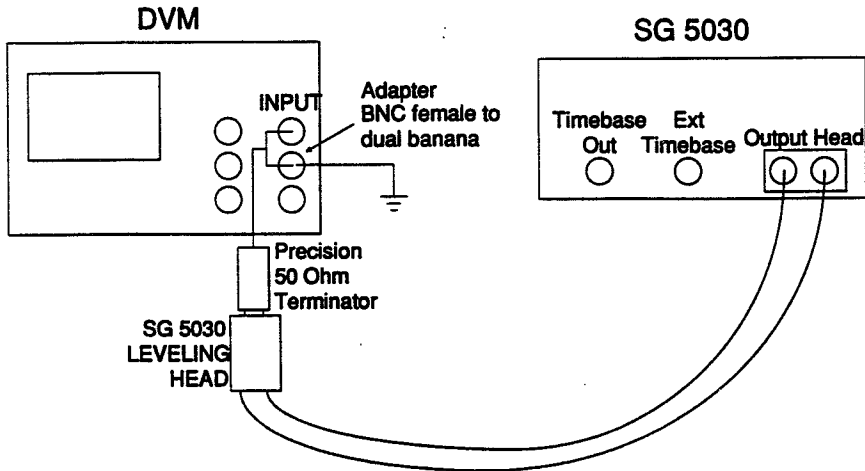 DVM
SG 5030
INPUT
Adapter
BNC female to
dual banana
Timebase
Out
Ext
Timebase
Output Head
Precision
50 Ohm
Terminator
SG 5030
LEVELING
HEAD